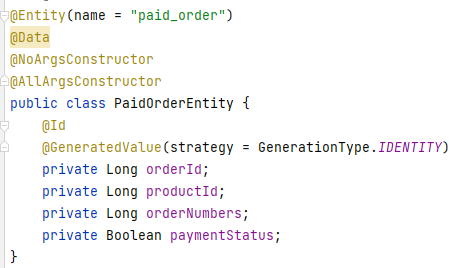 @Entity(name = "paid_order")
@Data
@NoArgsConstructor
@AllArgsConstructor
public class PaidOrderEntity {
    @Id
    @GeneratedValue(strategy = GenerationType.IDENTITY)
    private Long orderId;
    private Long productId;
    private Long orderNumbers;
    private Boolean paymentStatus;
}